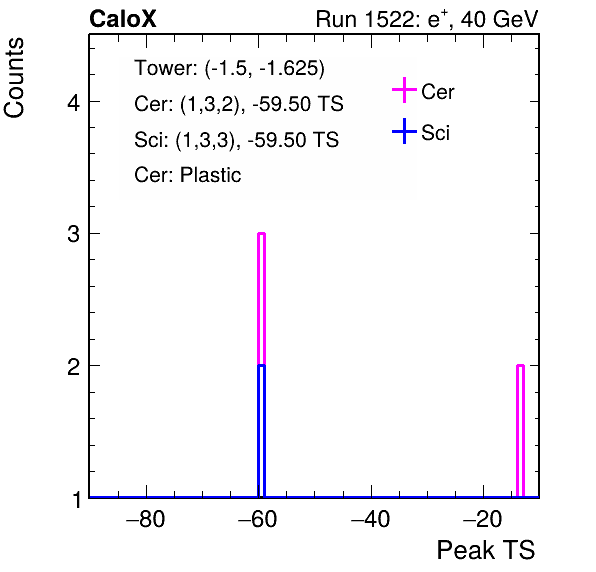 CaloX Run 1522: e⁺, 40 GeV
Counts
Tower: (-1.5, -1.625)
Cer: (1,3,2), -59.50 TS
Sci: (1,3,3), -59.50 TS
Cer: Plastic
Cer
Sci
4
3
2
1
−80 −60 −40 −20
Peak TS